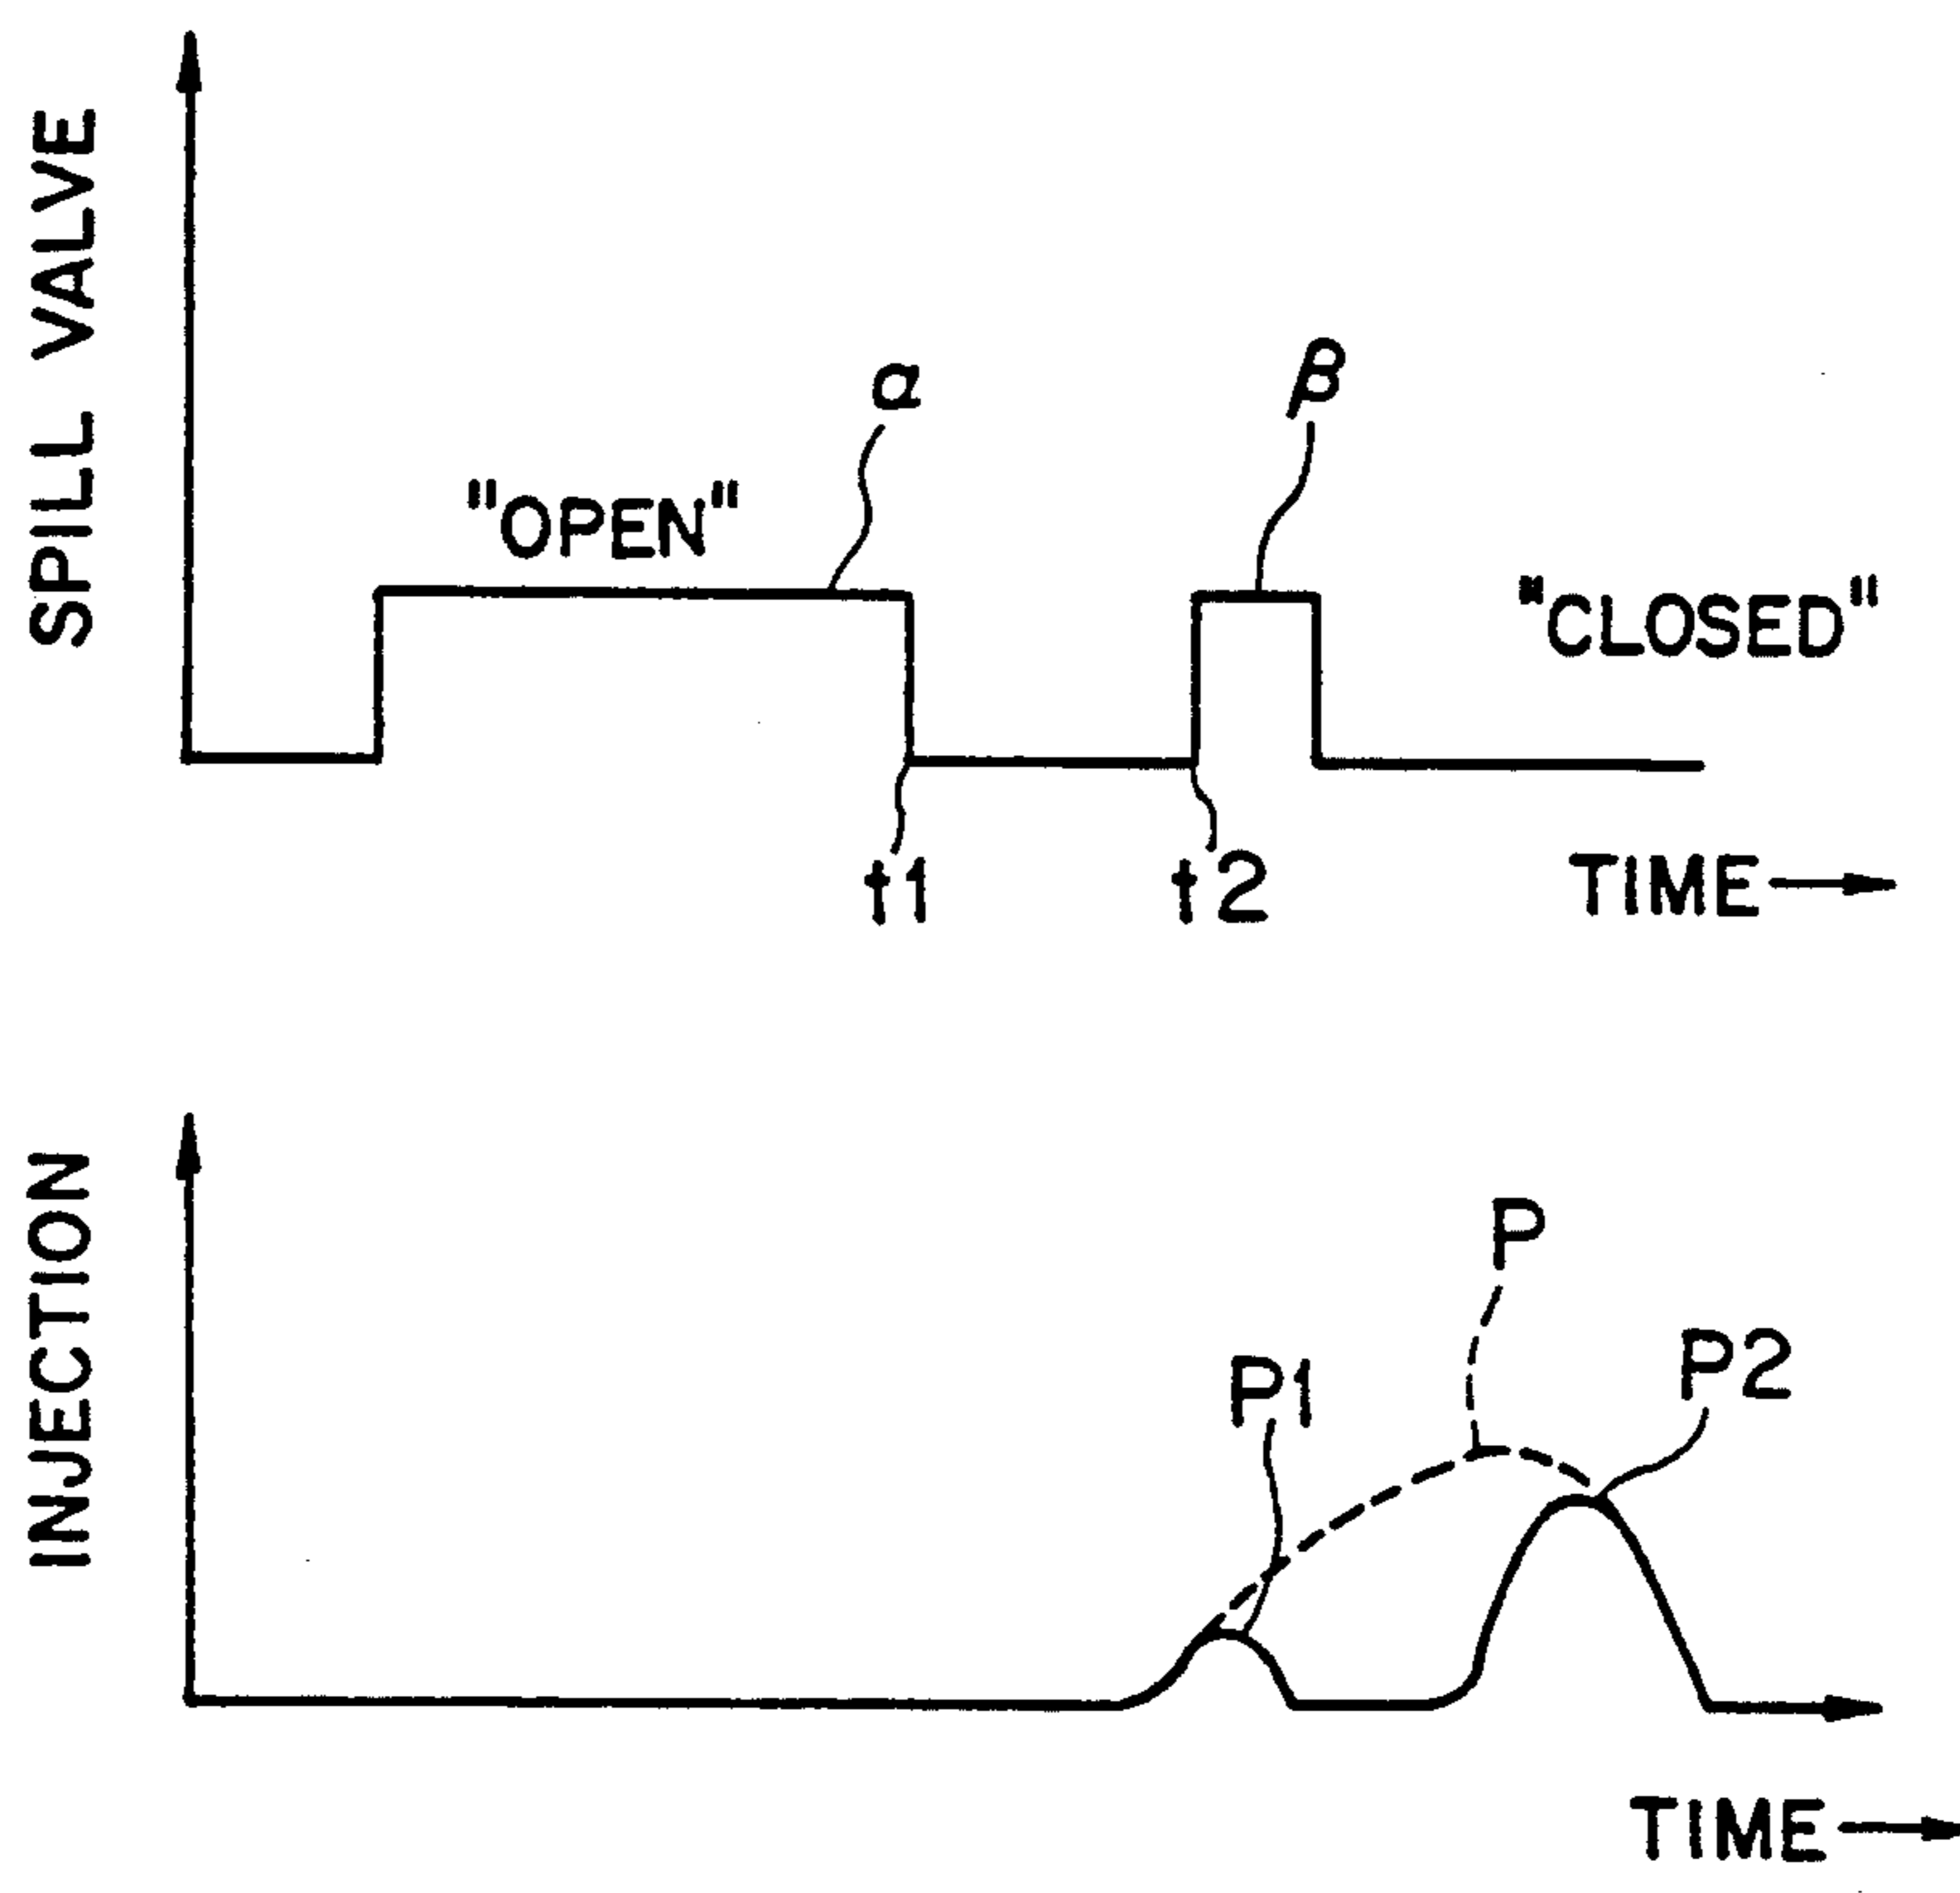 SPILL VALVE
α
β
"OPEN"
"CLOSED"
t1
t2
TIME
INJECTION
P
P1
P2
TIME